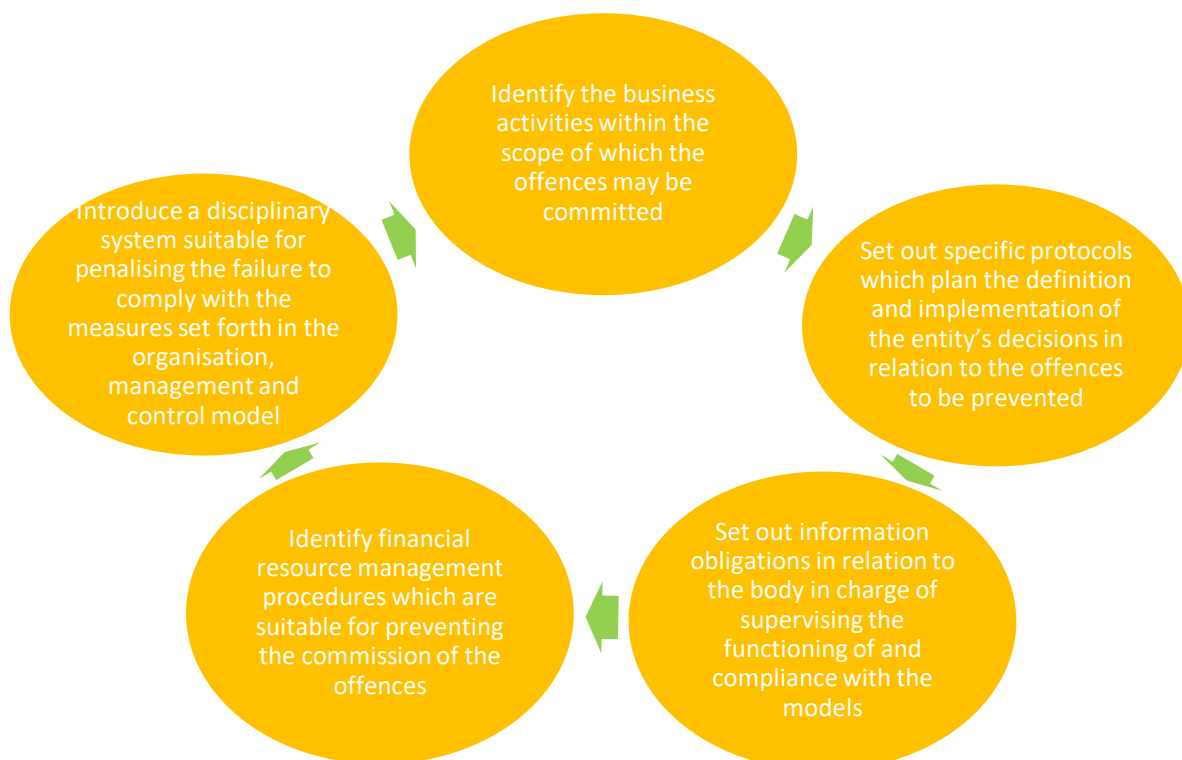 Identify the business
activities within the
scope of which the
offences may be
committed
Set out specific protocols
which plan the definition
and implementation of
the entity’s decisions in
relation to the offences
to be prevented
Set out information
obligations in relation to
the body in charge of
supervising the
functioning of and
compliance with the
models
Identify financial
resource management
procedures which are
suitable for preventing
the commission of the
offences
Introduce a disciplinary
system suitable for
penalising the failure to
comply with the
measures set forth in the
organisation,
management and
control model